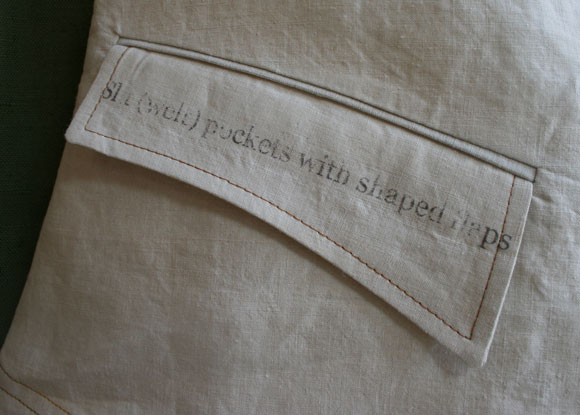 Slit (welt) pockets with shaped flaps